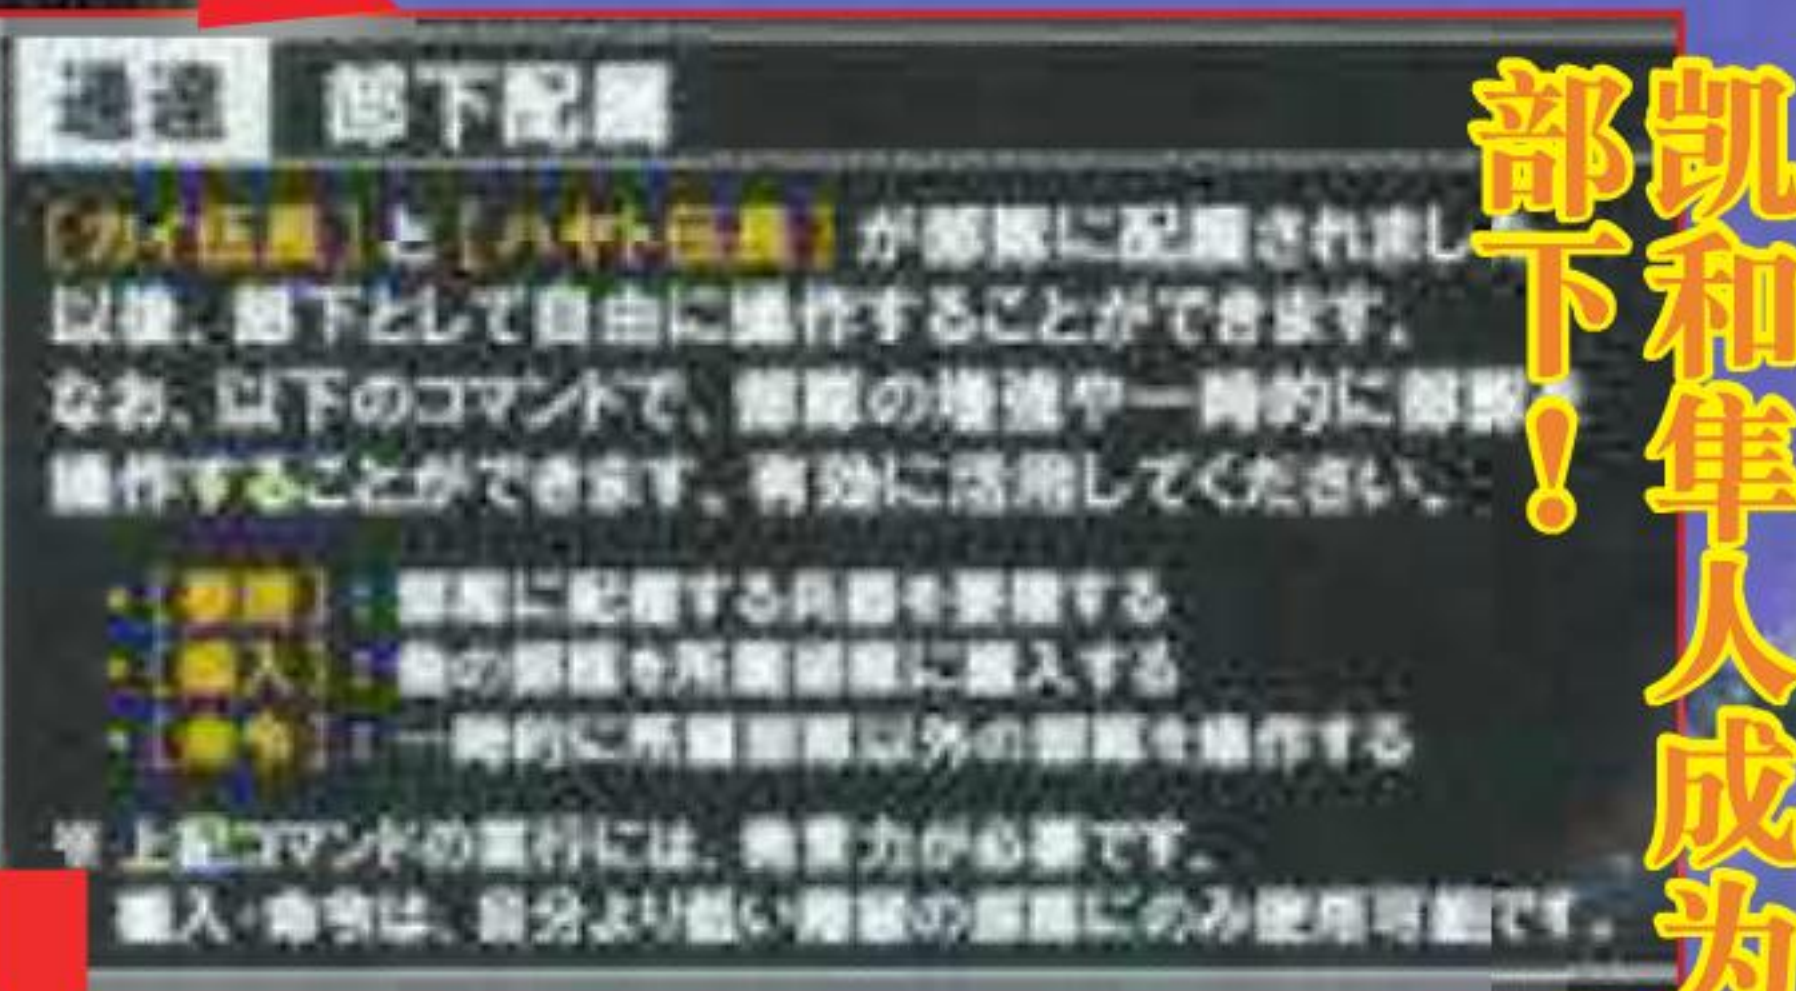 部下配属
[カイ伍長]と[ハヤト伍長]が部隊に配属されまし
以後、部下として自由に操作することができます。
なお、以下のコマンドで、部隊の増強や一時的に部隊
操作することができます。有効に活用してください。
部隊に配備する兵器を要請する
他の部隊を所属部隊に編入する
一時的に所属部隊以外の部隊を操作する
※ 上記コマンドの実行には、発言力が必要です。
編入・命令は、自分より低い階級の部隊にのみ使用可能です。
凯和隼人成为
部下！